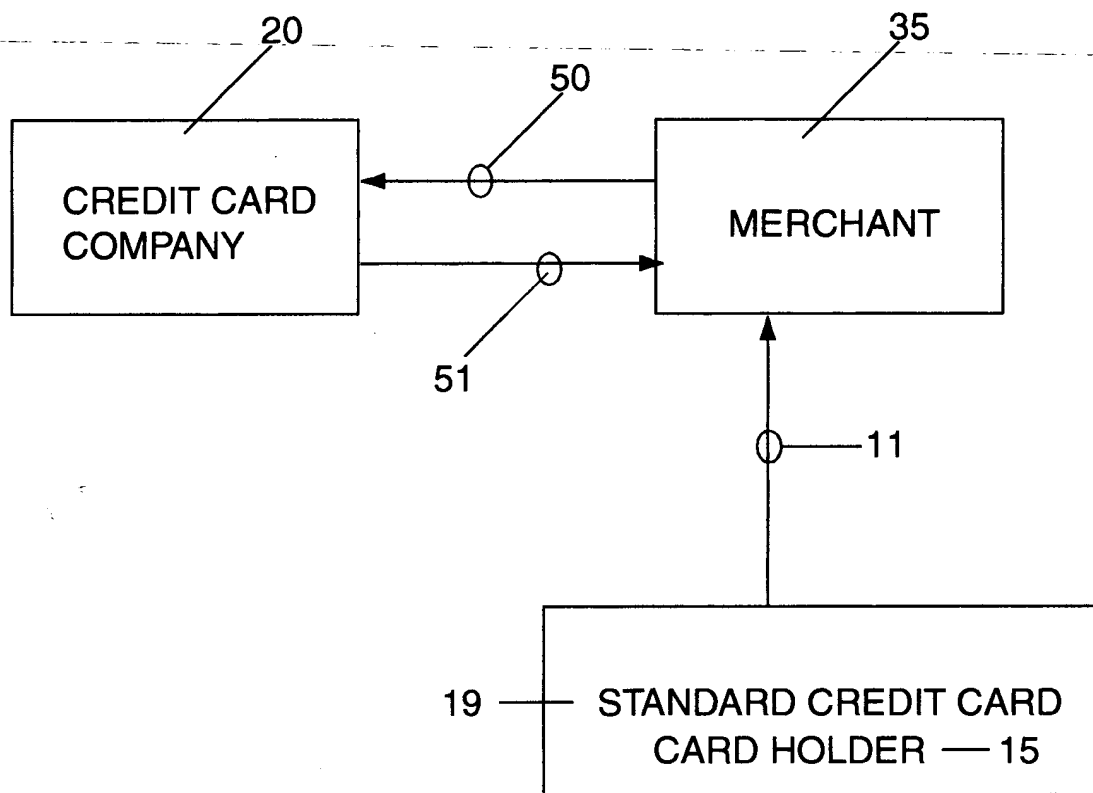 20
35
50
CREDIT CARD
COMPANY
MERCHANT
51
11
19 STANDARD CREDIT CARD
CARD HOLDER 15